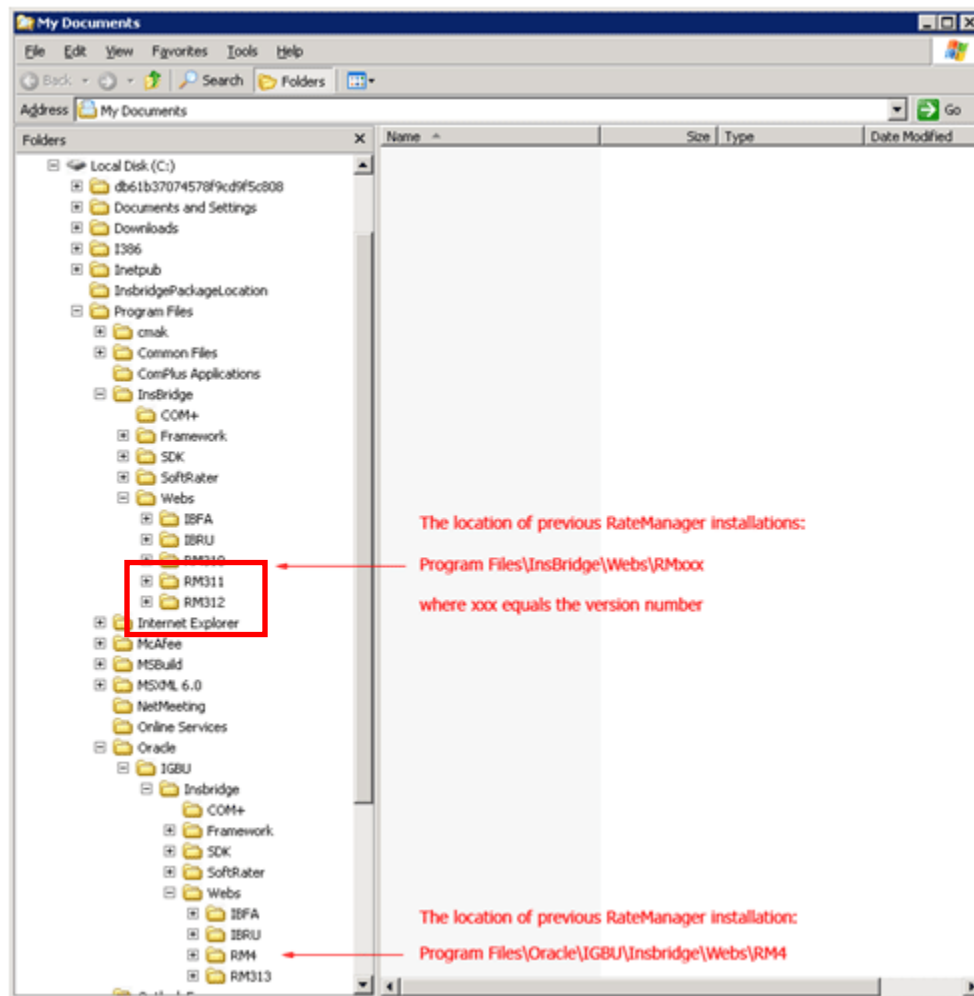 My Documents
File Edit View Favorites Tools Help
Back Search Folders
Address My Documents Go
Folders
Name Size Type Date Modified
Local Disk (C:)
db61b37074578f9cd9f5c808
Documents and Settings
Downloads
I386
Inetpub
InsbridgePackageLocation
Program Files
cmak
Common Files
ComPlus Applications
InsBridge
COM+
Framework
SDK
SoftRater
Webs
IBFA
The location of previous RateManager installations:
IBRU
RM310
Program Files\InsBridge\Webs\RMxxx
RM311
RM312
where xxx equals the version number
Internet Explorer
McAfee
MSBuild
MSXML 6.0
NetMeeting
Online Services
Oracle
IGBU
Insbridge
COM+
Framework
SDK
SoftRater
Webs
IBFA
The location of previous RateManager installation:
IBRU
RM4
Program Files\Oracle\IGBU\Insbridge\Webs\RM4
RM313